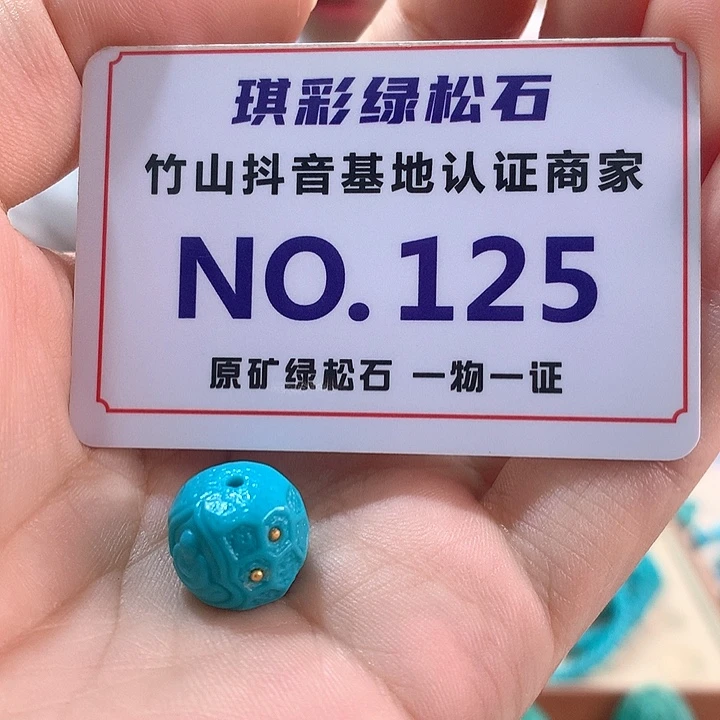 琪彩绿松石
竹山抖音基地认证商家
NO.125
原矿绿松石 一物一证